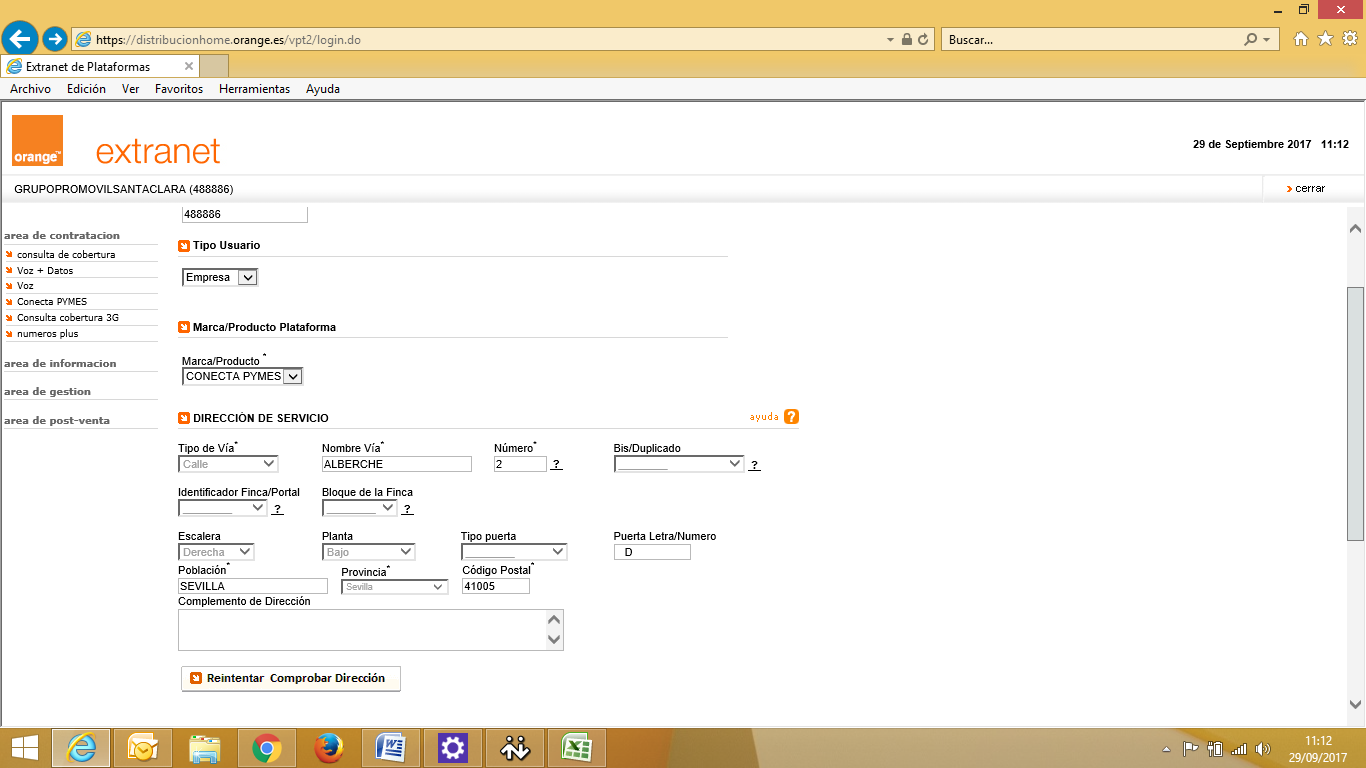 https://distribucionhome.orange.es/vpt2/login.do
Buscar...
Extranet de Plataformas
Archivo Edición Ver Favoritos Herramientas Ayuda
orange™
extranet
29 de Septiembre 2017 11:12
GRUPOPROMOVILSANTACLARA (488886)
cerrar
area de contratacion
consulta de cobertura
Voz + Datos
Voz
Conecta PYMES
Consulta cobertura 3G
numeros plus
area de informacion
area de gestion
area de post-venta
488886
Tipo Usuario
Empresa
Marca/Producto Plataforma
Marca/Producto *
CONECTA PYMES
DIRECCIÓN DE SERVICIO
ayuda ?
Tipo de Vía* Nombre Vía* Número* Bis/Duplicado
Calle ALBERCHE 2 ? ________ ?
Identificador Finca/Portal Bloque de la Finca
________ ? ________ ?
Escalera Planta Tipo puerta Puerta Letra/Numero
Derecha Bajo ________ D
Población* Provincia* Código Postal*
SEVILLA Sevilla 41005
Complemento de Dirección
Reintentar Comprobar Dirección
11:12
29/09/2017